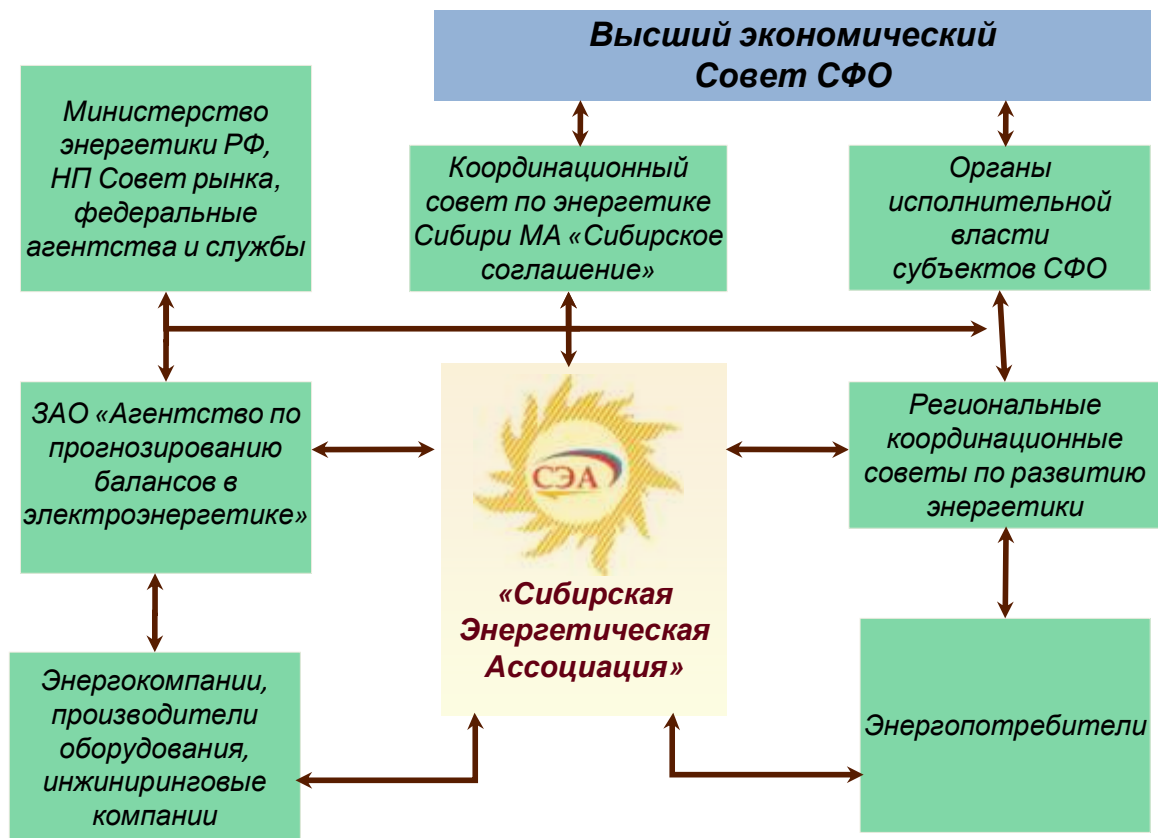 Высший экономический
Совет СФО
Министерство
энергетики РФ,
НП Совет рынка,
федеральные
агентства и службы
Координационный
совет по энергетике
Сибири МА «Сибирское
соглашение»
Органы
исполнительной
власти
субъектов СФО
ЗАО «Агентство по
прогнозированию
балансов в
электроэнергетике»
СЭА
«Сибирская
Энергетическая
Ассоциация»
Региональные
координационные
советы по развитию
энергетики
Энергокомпании,
производители
оборудования,
инжиниринговые
компании
Энергопотребители